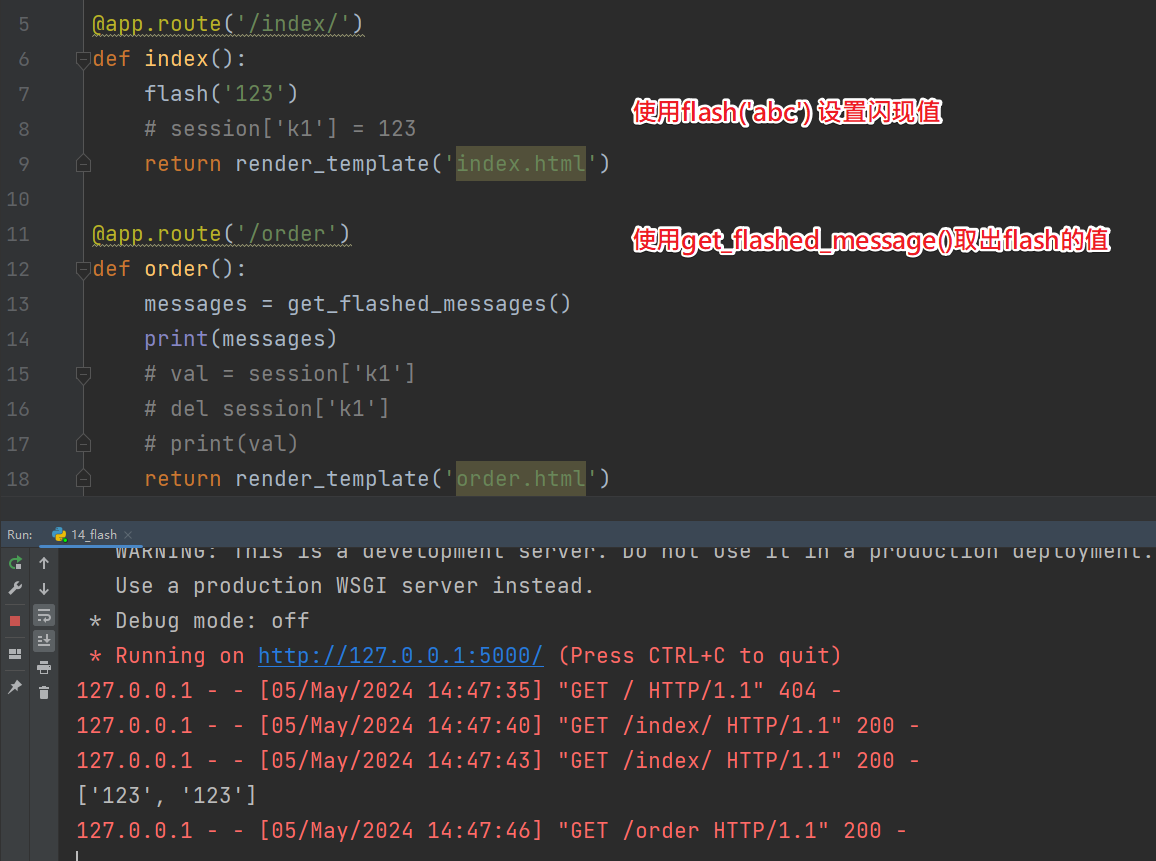 5 @app.route('/index/')
6 def index():
7 flash('123')
使用flash('abc') 设置闪现值
8 # session['k1'] = 123
9 return render_template('index.html')
10
11 @app.route('/order')
使用get_flashed_message()取出flash的值
12 def order():
13 messages = get_flashed_messages()
14 print(messages)
15 # val = session['k1']
16 # del session['k1']
17 # print(val)
18 return render_template('order.html')
Run: 14_flash ×
WARNING: This is a development server. Do not use it in a production deployment.
Use a production WSGI server instead.
* Debug mode: off
* Running on http://127.0.0.1:5000/ (Press CTRL+C to quit)
127.0.0.1 - - [05/May/2024 14:47:35] "GET / HTTP/1.1" 404 -
127.0.0.1 - - [05/May/2024 14:47:40] "GET /index/ HTTP/1.1" 200 -
127.0.0.1 - - [05/May/2024 14:47:43] "GET /index/ HTTP/1.1" 200 -
['123', '123']
127.0.0.1 - - [05/May/2024 14:47:46] "GET /order HTTP/1.1" 200 -